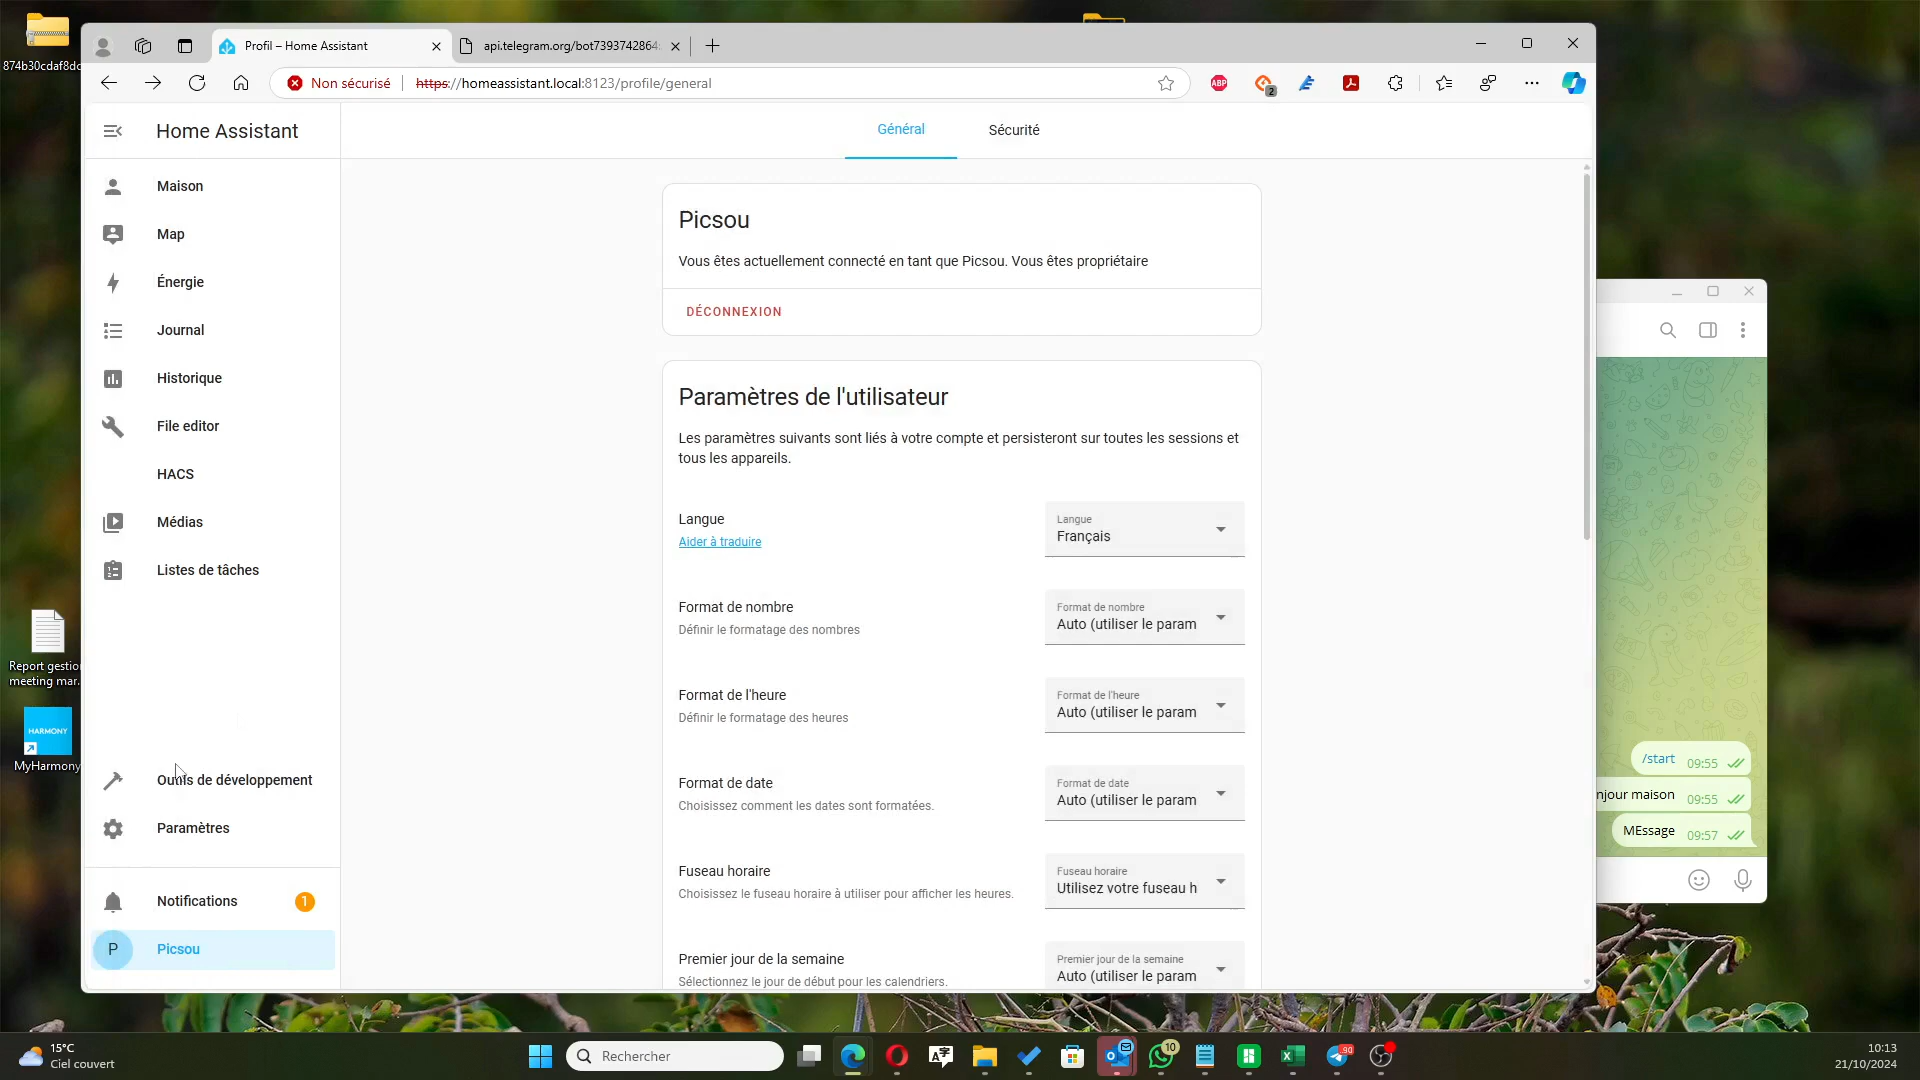 874b30cdaf8dc
Profil – Home Assistant
api.telegram.org/bot7393742864:
Non sécurisé
https://homeassistant.local:8123/profile/general
ABP
2
Home Assistant
Maison
Map
Énergie
Journal
Historique
File editor
HACS
Médias
Listes de tâches
Outils de développement
Paramètres
Notifications
1
P
Picsou
Général
Sécurité
Picsou
Vous êtes actuellement connecté en tant que Picsou. Vous êtes propriétaire
DÉCONNEXION
Paramètres de l'utilisateur
Les paramètres suivants sont liés à votre compte et persisteront sur toutes les sessions et
tous les appareils.
Langue
Aider à traduire
Langue
Français
Format de nombre
Définir le formatage des nombres
Format de nombre
Auto (utiliser le param
Format de l'heure
Définir le formatage des heures
Format de l'heure
Auto (utiliser le param
Format de date
Choisissez comment les dates sont formatées.
Format de date
Auto (utiliser le param
Fuseau horaire
Choisissez le fuseau horaire à utiliser pour afficher les heures.
Fuseau horaire
Utilisez votre fuseau h
Premier jour de la semaine
Sélectionnez le jour de début pour les calendriers.
Premier jour de la semaine
Auto (utiliser le param
/start 09:55
njour maison 09:55
MEssage 09:57
Report gestion
meeting mar...
HARMONY
MyHarmony
15°C
Ciel couvert
Rechercher
10
90
10:13
21/10/2024